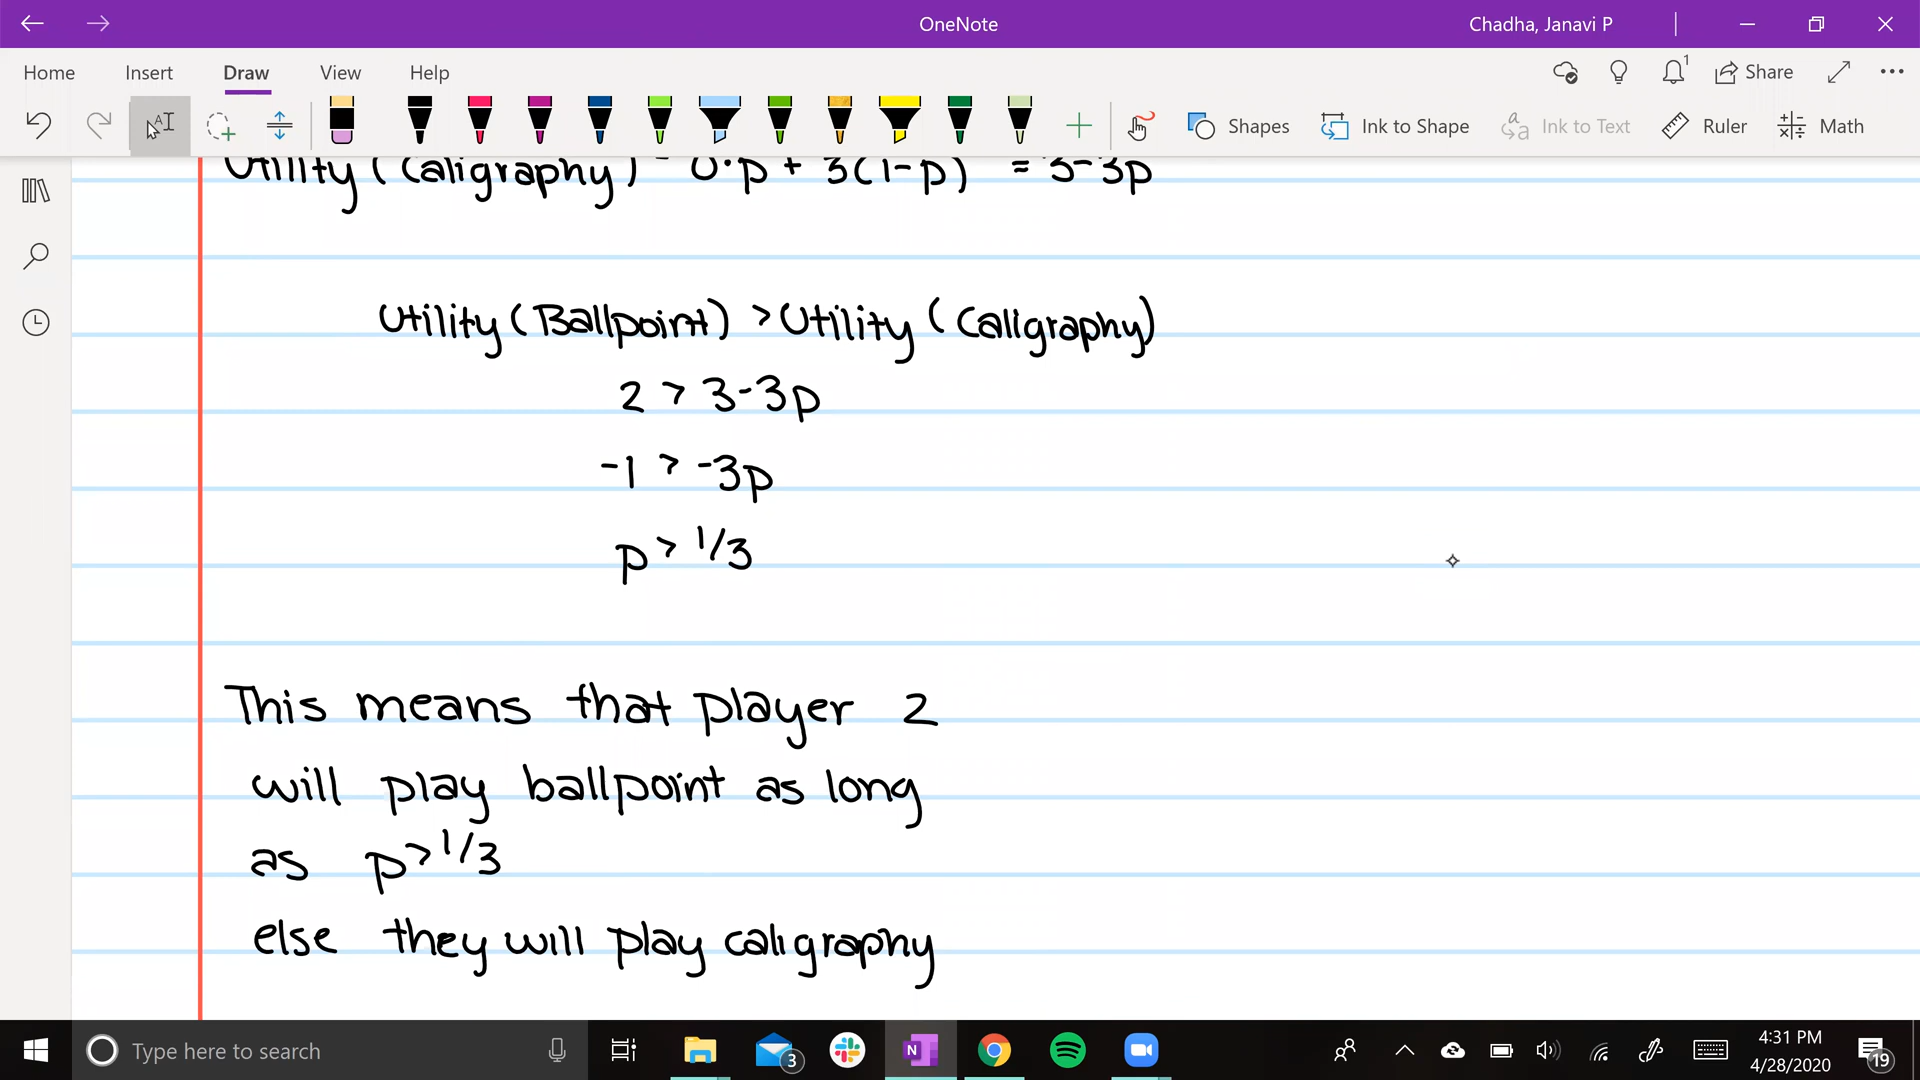 OneNote
Chadha, Janavi P
Home Insert Draw View Help
1
Share
Shapes
Ink to Shape
Ink to Text
Ruler
Math
Utility (Caligraphy) = 0·p + 3(1-p) = 3-3p
Utility (Ballpoint) > Utility (Caligraphy)
2 > 3-3p
-1 > -3p
p > 1/3
This means that player 2
will play ballpoint as long
as p > 1/3
else they will play caligraphy
Type here to search
3
4:31 PM
4/28/2020
19